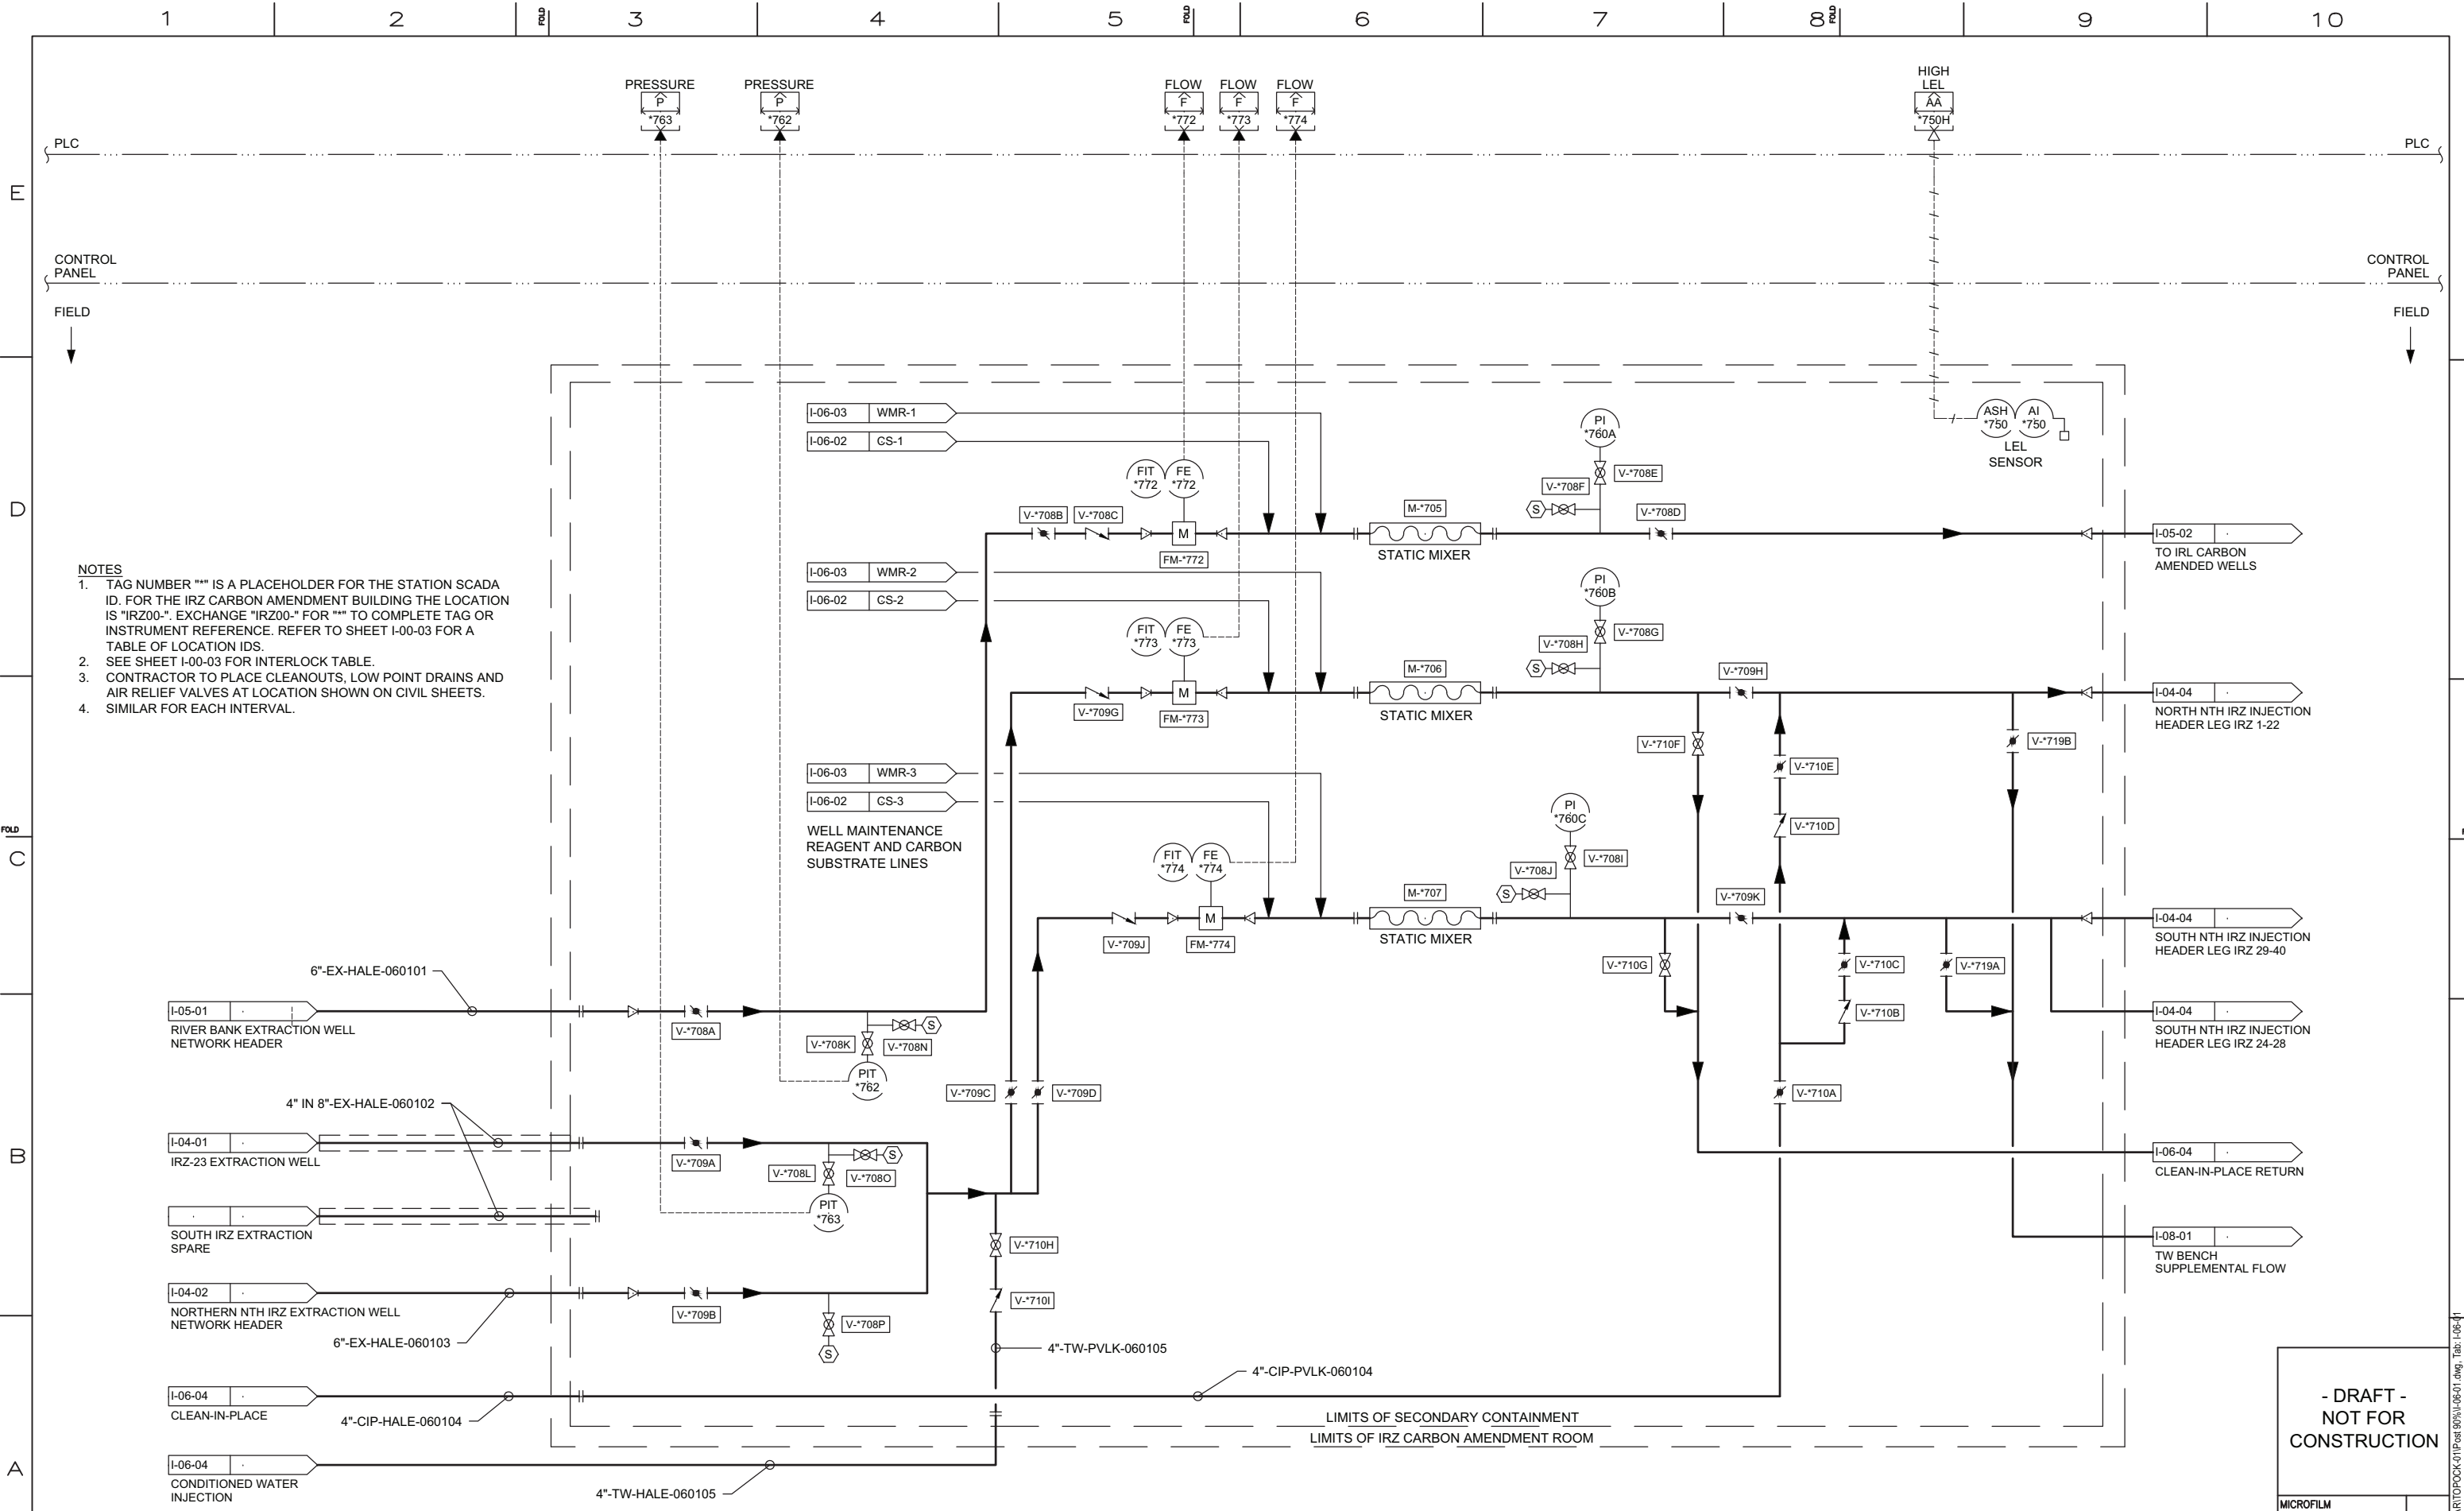 1 2 3 4 5 6 7 8 9 10
FOLD FOLD FOLD
PRESSURE PRESSURE FLOW FLOW FLOW HIGH
LEL
P P F F F AA
*763 *762 *772 *773 *774 *750H
PLC PLC
E
CONTROL
PANEL
CONTROL
PANEL
FIELD FIELD
I-06-03 WMR-1
I-06-02 CS-1
PI
*760A
ASH
*750
AI
*750
LEL
SENSOR
FIT
*772
FE
*772
V-*708E
V-*708F
S
D
V-*708B V-*708C M-*705 V-*708D
M
FM-*772
STATIC MIXER
I-05-02
TO IRL CARBON
AMENDED WELLS
NOTES
1. TAG NUMBER "*" IS A PLACEHOLDER FOR THE STATION SCADA
ID. FOR THE IRZ CARBON AMENDMENT BUILDING THE LOCATION
IS "IRZ00-". EXCHANGE "IRZ00-" FOR "*" TO COMPLETE TAG OR
INSTRUMENT REFERENCE. REFER TO SHEET I-00-03 FOR A
TABLE OF LOCATION IDS.
2. SEE SHEET I-00-03 FOR INTERLOCK TABLE.
3. CONTRACTOR TO PLACE CLEANOUTS, LOW POINT DRAINS AND
AIR RELIEF VALVES AT LOCATION SHOWN ON CIVIL SHEETS.
4. SIMILAR FOR EACH INTERVAL.
I-06-03 WMR-2
I-06-02 CS-2
PI
*760B
FIT
*773
FE
*773
V-*708G
V-*708H
S
M-*706
V-*709H
M
V-*709G
FM-*773
STATIC MIXER
I-04-04
NORTH NTH IRZ INJECTION
HEADER LEG IRZ 1-22
V-*710F
V-*719B
V-*710E
I-06-03 WMR-3
I-06-02 CS-3
PI
*760C
V-*710D
WELL MAINTENANCE
REAGENT AND CARBON
SUBSTRATE LINES
FOLD
C
FIT
*774
FE
*774
V-*708I
V-*708J
S
M-*707
V-*709K
M
V-*709J
FM-*774
STATIC MIXER
I-04-04
SOUTH NTH IRZ INJECTION
HEADER LEG IRZ 29-40
V-*710G
V-*710C
V-*719A
6"-EX-HALE-060101
I-05-01
RIVER BANK EXTRACTION WELL
NETWORK HEADER
V-*708A
V-*708K
S
V-*708N
PIT
*762
V-*710B
I-04-04
SOUTH NTH IRZ INJECTION
HEADER LEG IRZ 24-28
V-*709C
V-*709D
V-*710A
4" IN 8"-EX-HALE-060102
B
I-04-01
IRZ-23 EXTRACTION WELL
V-*709A
V-*708L
S
V-*708O
PIT
*763
I-06-04
CLEAN-IN-PLACE RETURN
SOUTH IRZ EXTRACTION
SPARE
V-*710H
I-08-01
TW BENCH
SUPPLEMENTAL FLOW
I-04-02
NORTHERN NTH IRZ EXTRACTION WELL
NETWORK HEADER
V-*709B
V-*708P
S
V-*710I
6"-EX-HALE-060103
4"-TW-PVLK-060105
4"-CIP-PVLK-060104
I-06-04
CLEAN-IN-PLACE
4"-CIP-HALE-060104
LIMITS OF SECONDARY CONTAINMENT
LIMITS OF IRZ CARBON AMENDMENT ROOM
A
I-06-04
CONDITIONED WATER
INJECTION
4"-TW-HALE-060105
- DRAFT -
NOT FOR
CONSTRUCTION
MICROFILM
R:\TOPOCK-01\Post 90%\I-06-01.dwg, Tab: I-06-01